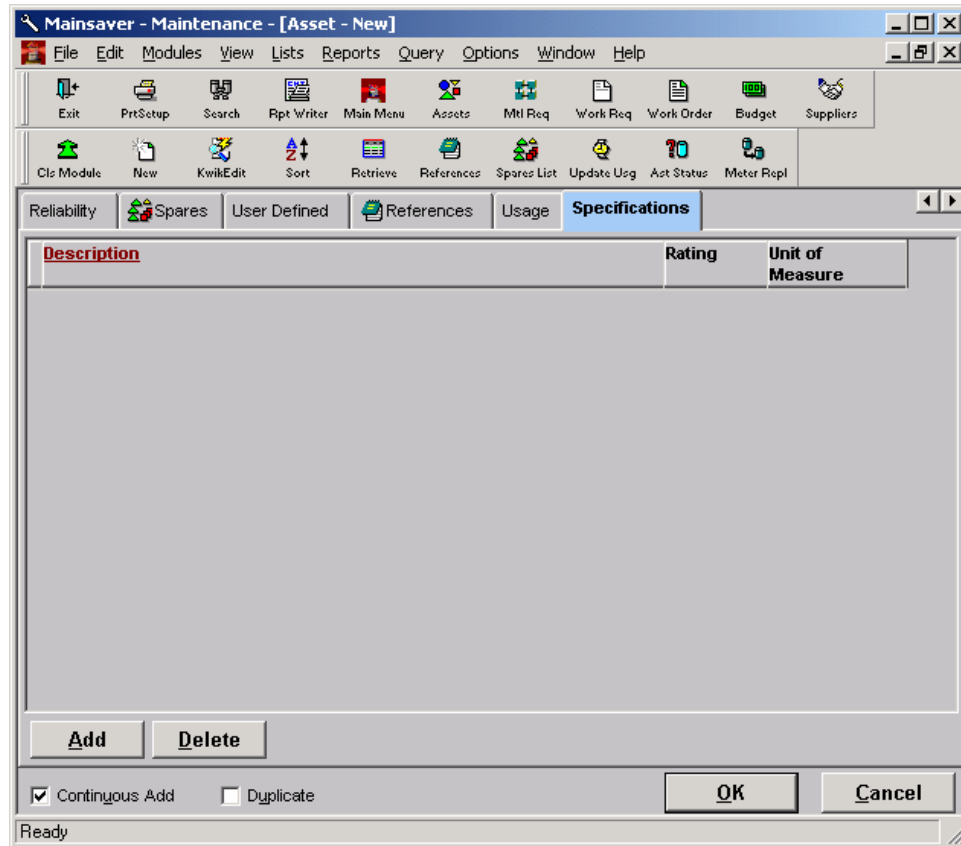 Mainsaver - Maintenance - [Asset - New]
File Edit Modules View Lists Reports Query Options Window Help
Exit PrtSetup Search Rpt Writer Main Menu Assets Mtl Req Work Req Work Order Budget Suppliers
Cls Module New KwikEdit Sort Retrieve References Spares List Update Usg Ast Status Meter Repl
Reliability Spares User Defined References Usage Specifications
Description Rating Unit of
Measure
Add Delete
Continuous Add Duplicate OK Cancel
Ready